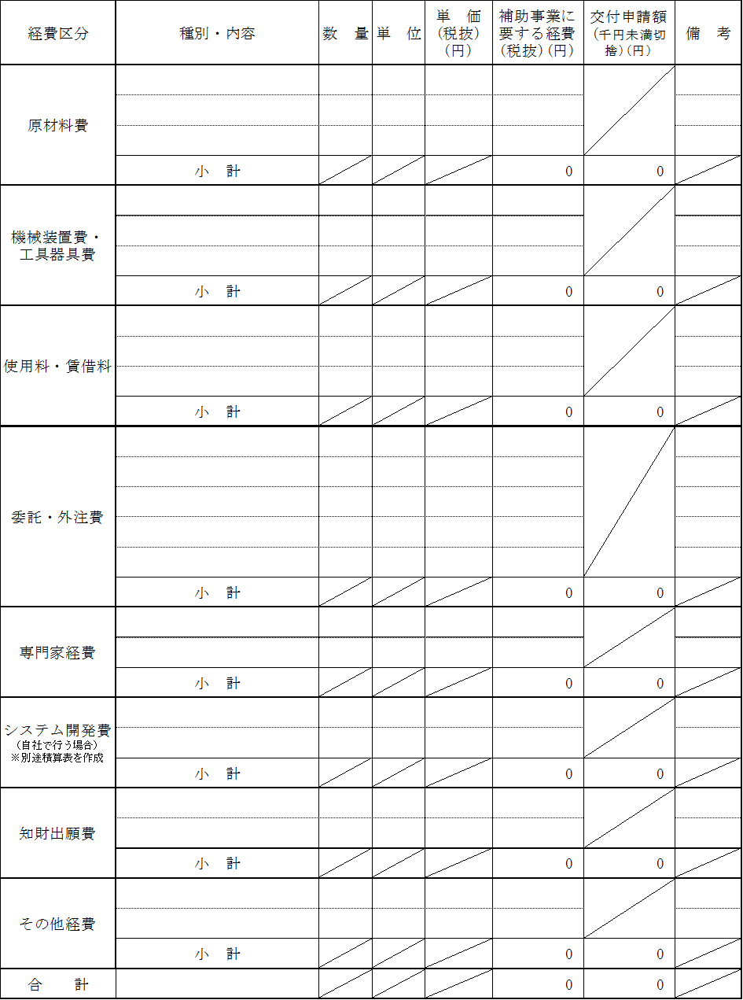 経費区分 種別・内容 数 量 単 位 単 価 (税抜) (円) 補助事業に 要する経費 (税抜)(円) 交付申請額 (千円未満切 捨)(円) 備 考
原材料費
小 計 0 0
機械装置費・
工具器具費
小 計 0 0
使用料・賃借料
小 計 0 0
委託・外注費
小 計 0 0
専門家経費
小 計 0 0
システム開発費
(自社で行う場合)
※別途積算表を作成
小 計 0 0
知財出願費
小 計 0 0
その他経費
小 計 0 0
合 計 0 0